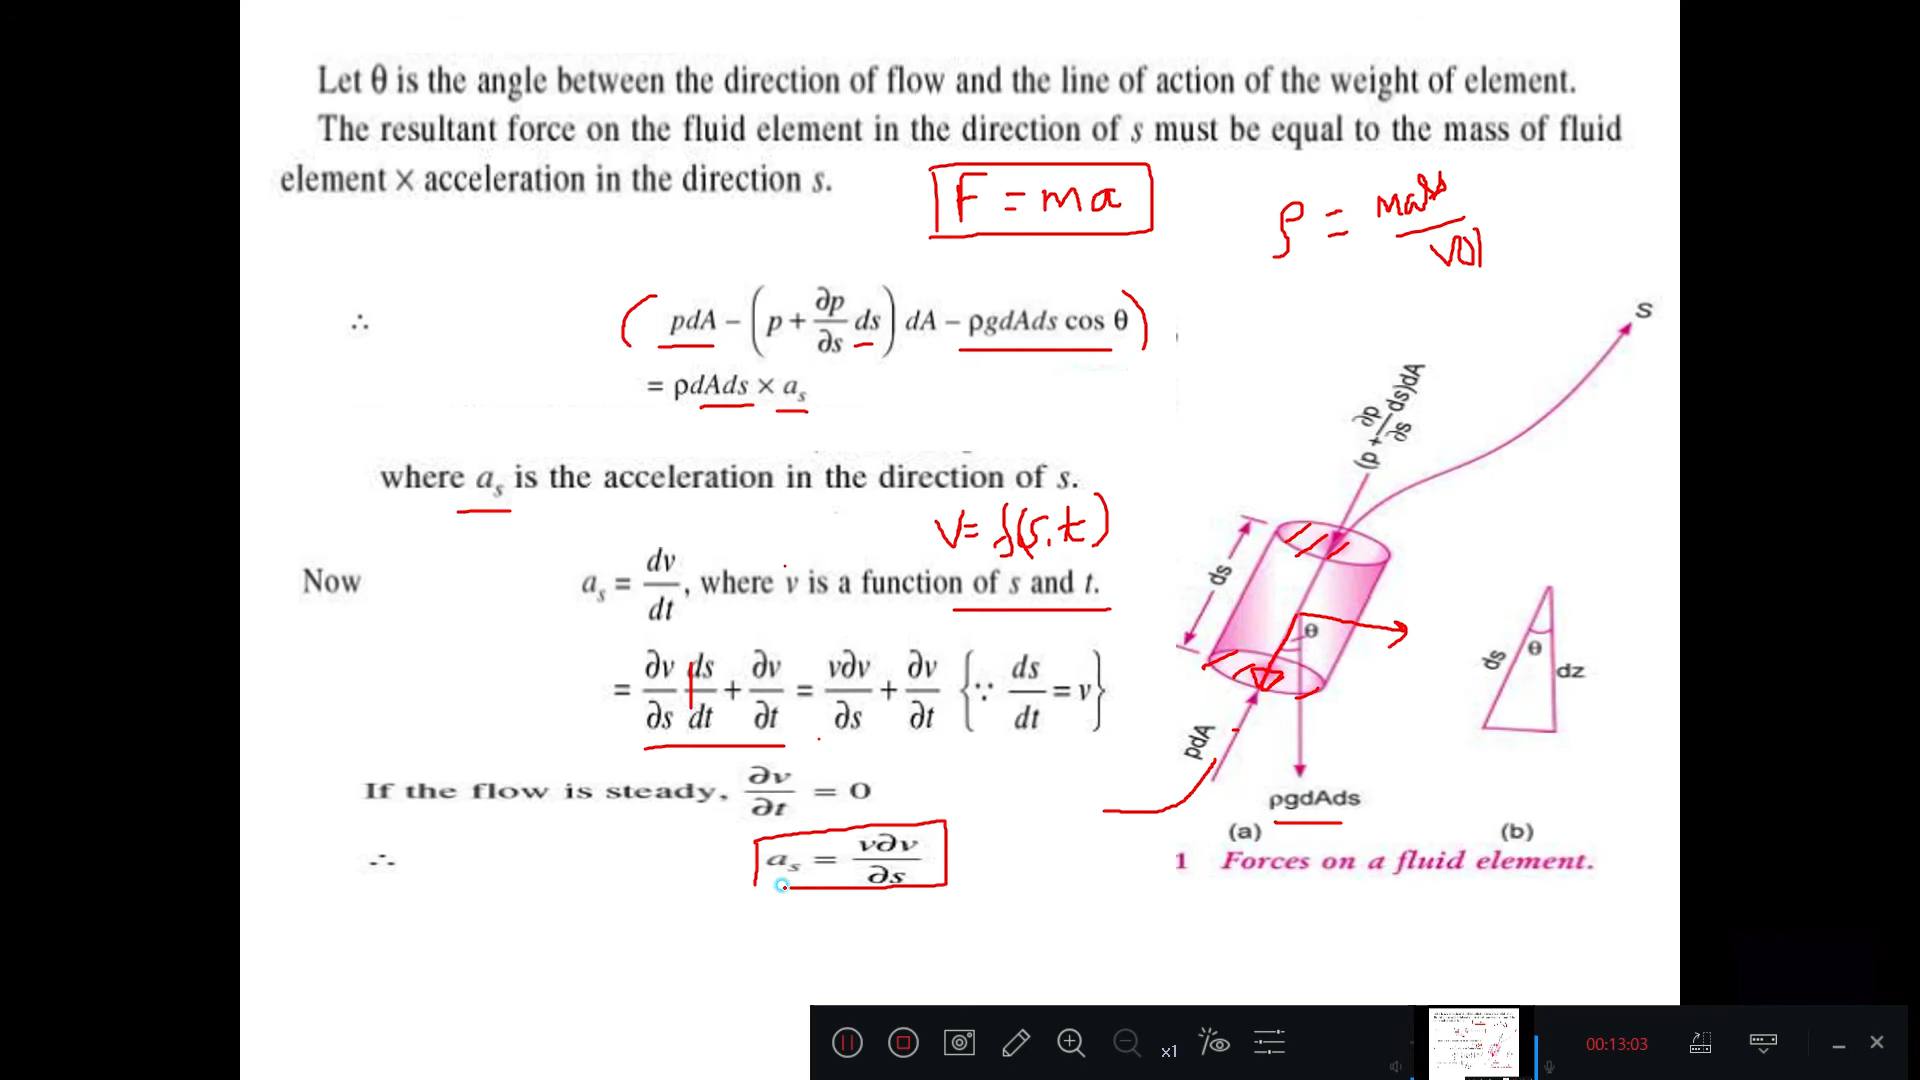 Let θ is the angle between the direction of flow and the line of action of the weight of element.
The resultant force on the fluid element in the direction of s must be equal to the mass of fluid
element × acceleration in the direction s.
F = ma
ρ = mass / vol
∴ ( pdA − (p + ∂p/∂s ds) dA − ρgdAds cos θ )
= ρdAds × a_s
where a_s is the acceleration in the direction of s.
V = f(s, t)
Now a_s = dv/dt, where v is a function of s and t.
= ∂v/∂s ds/dt + ∂v/∂t = v∂v/∂s + ∂v/∂t {∵ ds/dt = v}
If the flow is steady, ∂v/∂t = 0
∴ a_s = v∂v/∂s
S
(p + ∂p/∂s ds)dA
ds
θ
pdA
ρgdAds
(a)
ds
θ
dz
(b)
1 Forces on a fluid element.
x1
00:13:03